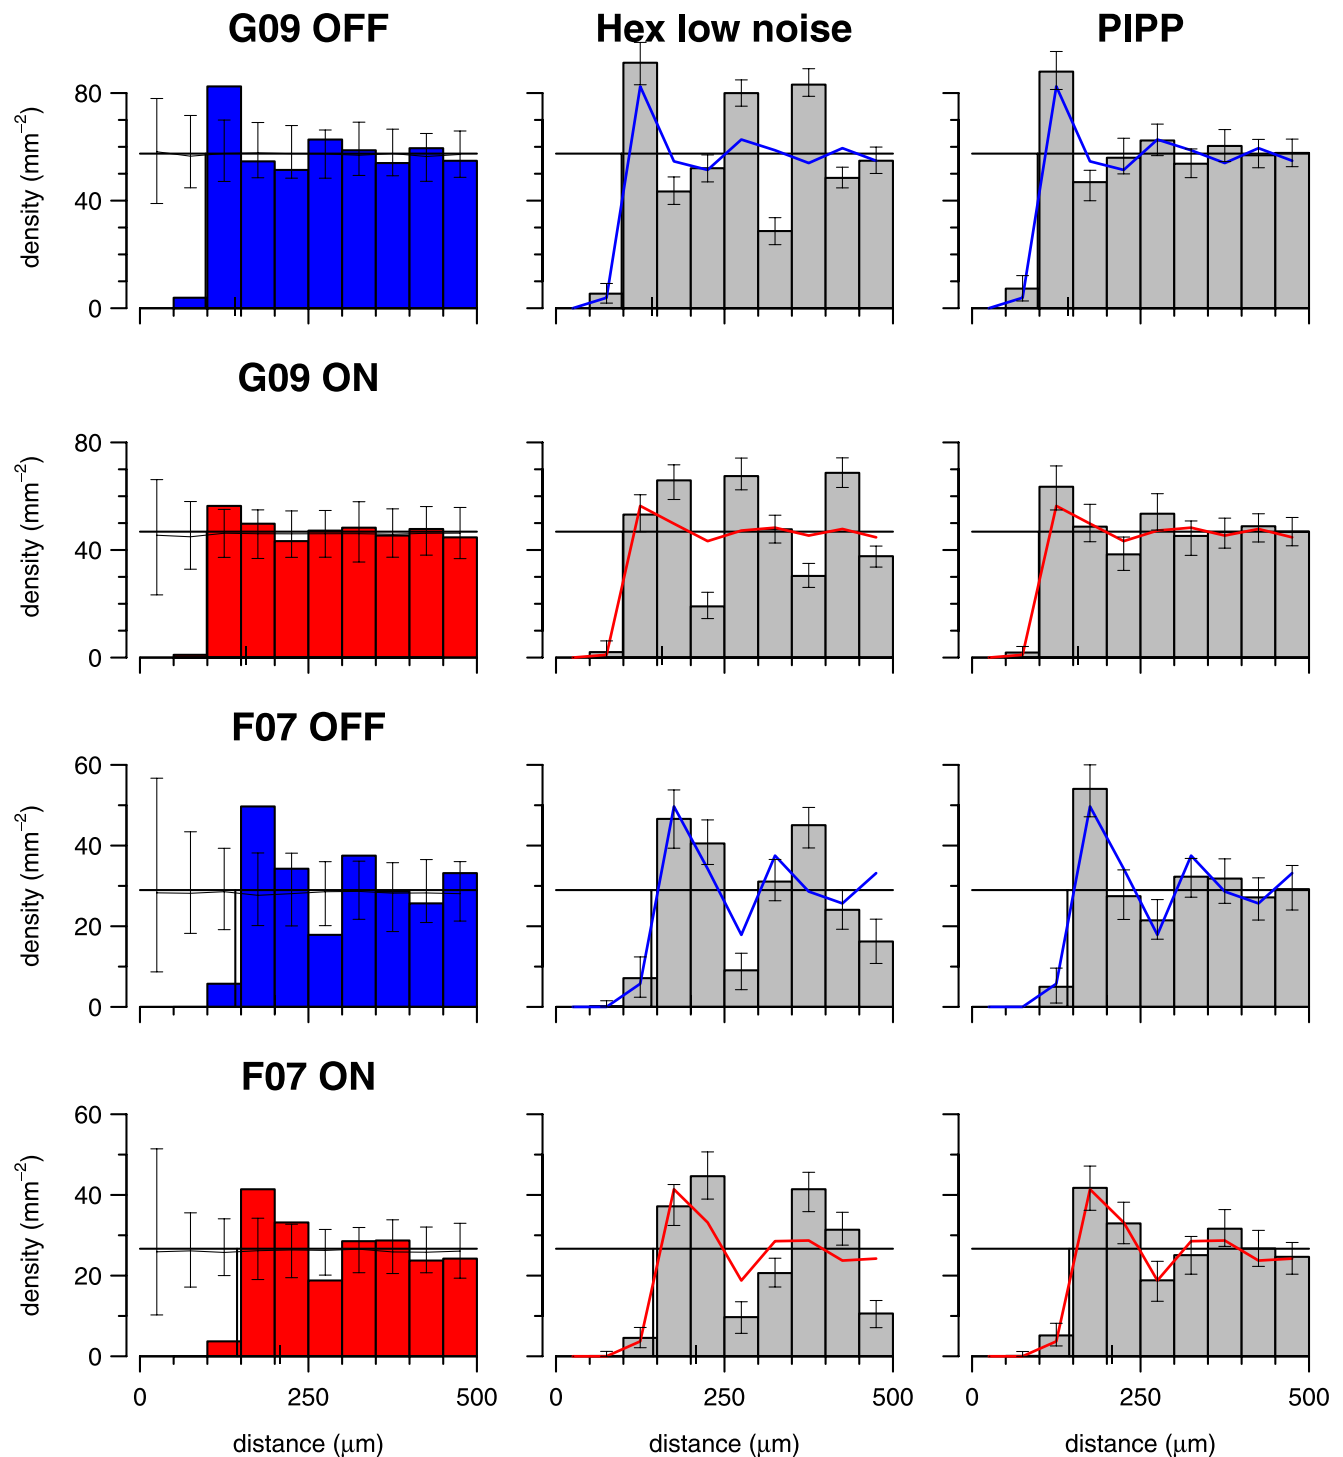 G09 OFF Hex low noise PIPP
density (mm⁻²)
80
40
0
G09 ON
density (mm⁻²)
80
40
0
F07 OFF
density (mm⁻²)
60
40
20
0
F07 ON
density (mm⁻²)
60
40
20
0
0 250 500 0 250 500 0 250 500
distance (μm) distance (μm) distance (μm)